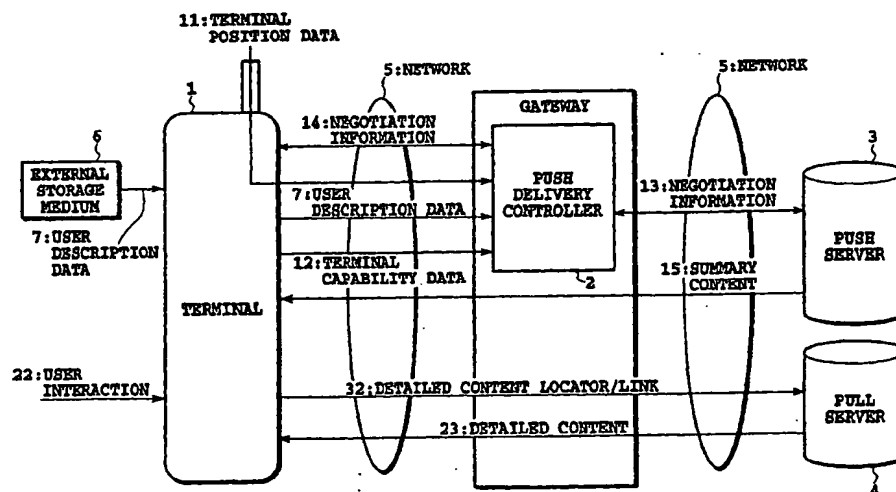 11:TERMINAL
POSITION DATA
5:NETWORK
5:NETWORK
1
GATEWAY
14:NEGOTIATION
INFORMATION
6
3
EXTERNAL
STORAGE
MEDIUM
PUSH
DELIVERY
CONTROLLER
7:USER
DESCRIPTION DATA
13:NEGOTIATION
INFORMATION
7:USER
DESCRIPTION
DATA
12:TERMINAL
CAPABILITY DATA
2
PUSH
SERVER
15:SUMMARY
CONTENT
TERMINAL
22:USER
INTERACTION
32:DETAILED CONTENT LOCATOR/LINK
PULL
SERVER
23:DETAILED CONTENT
4